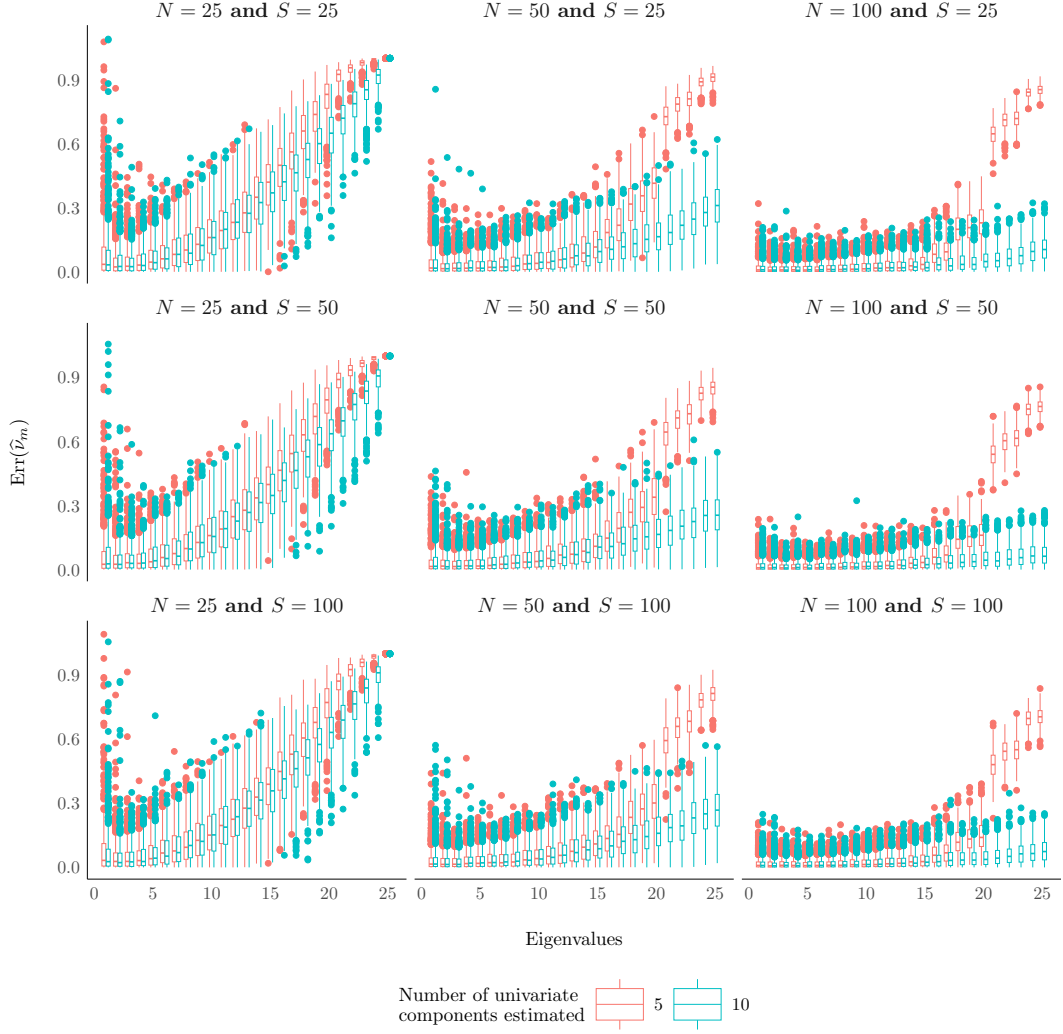 N = 25 and S = 25
N = 50 and S = 25
N = 100 and S = 25
0.9
0.6
0.3
0.0
N = 25 and S = 50
N = 50 and S = 50
N = 100 and S = 50
0.9
0.6
0.3
0.0
Err(ν̂ₘ)
N = 25 and S = 100
N = 50 and S = 100
N = 100 and S = 100
0.9
0.6
0.3
0.0
0 5 10 15 20 25
0 5 10 15 20 25
0 5 10 15 20 25
Eigenvalues
Number of univariate
components estimated
5
10